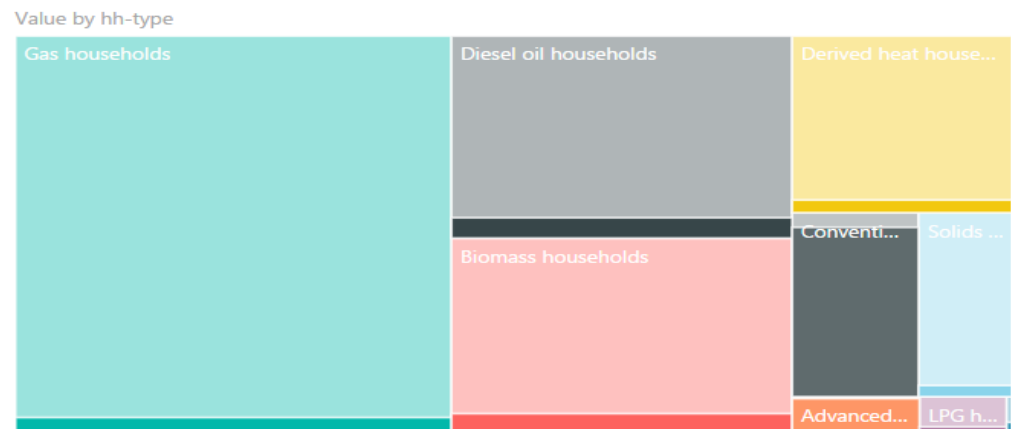 Value by hh-type
Gas households
Diesel oil households
Derived heat house...
Conventi...
Solids ...
Biomass households
Advanced...
LPG h...